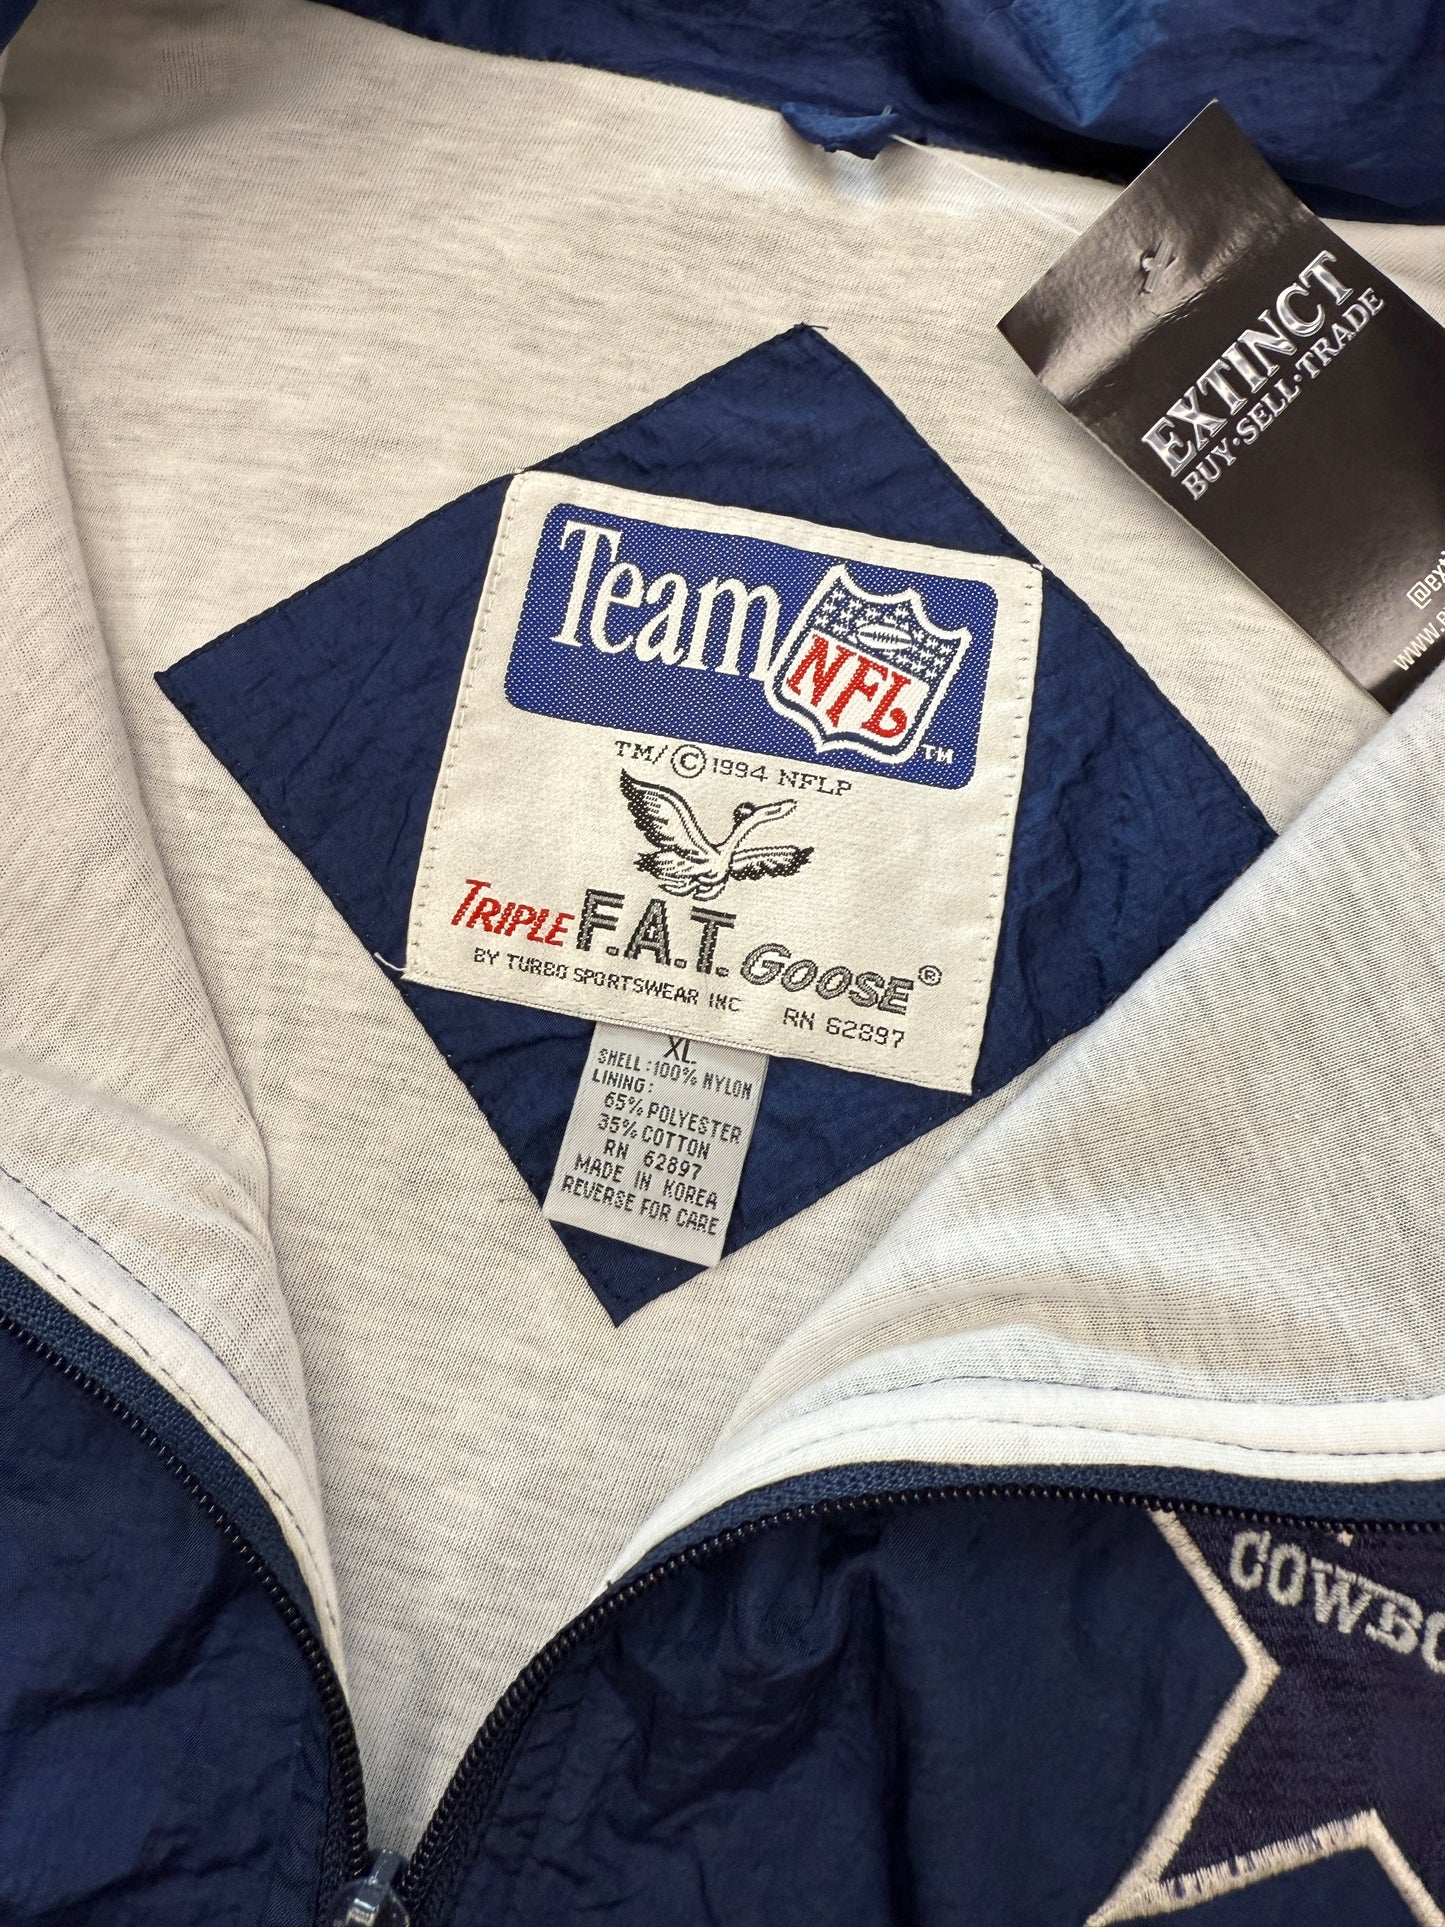 EXTINCT
BUY·SELL·TRADE
Team NFL TM
TM/©1994 NFLP
TRIPLE F.A.T. GOOSE®
BY TURBO SPORTSWEAR INC RN 62897
XL
SHELL:100% NYLON
LINING:
65% POLYESTER
35% COTTON
RN 62897
MADE IN KOREA
REVERSE FOR CARE